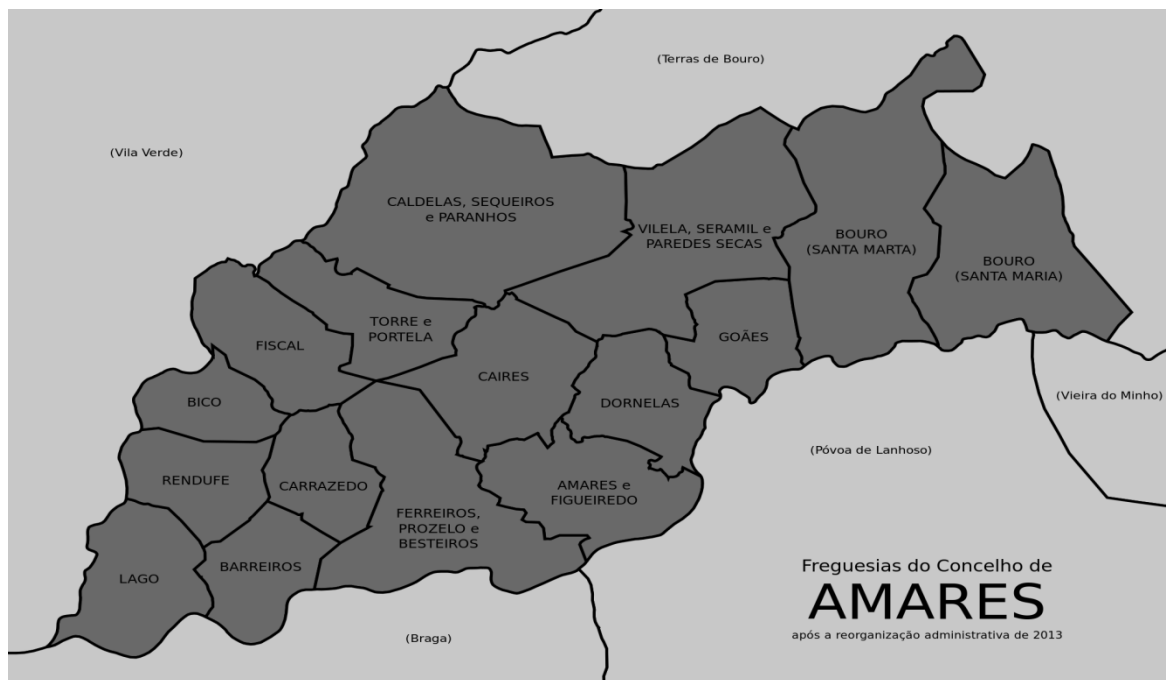 (Terras de Bouro)
(Vila Verde)
CALDELAS, SEQUEIROS
e PARANHOS
VILELA, SERAMIL e
PAREDES SECAS
BOURO
(SANTA MARTA)
BOURO
(SANTA MARIA)
TORRE e
PORTELA
FISCAL
GOÃES
CAIRES
BICO
DORNELAS
(Vieira do Minho)
(Póvoa de Lanhoso)
RENDUFE
CARRAZEDO
AMARES e
FIGUEIREDO
FERREIROS,
PROZELO e
BESTEIROS
LAGO
BARREIROS
(Braga)
Freguesias do Concelho de
AMARES
após a reorganização administrativa de 2013